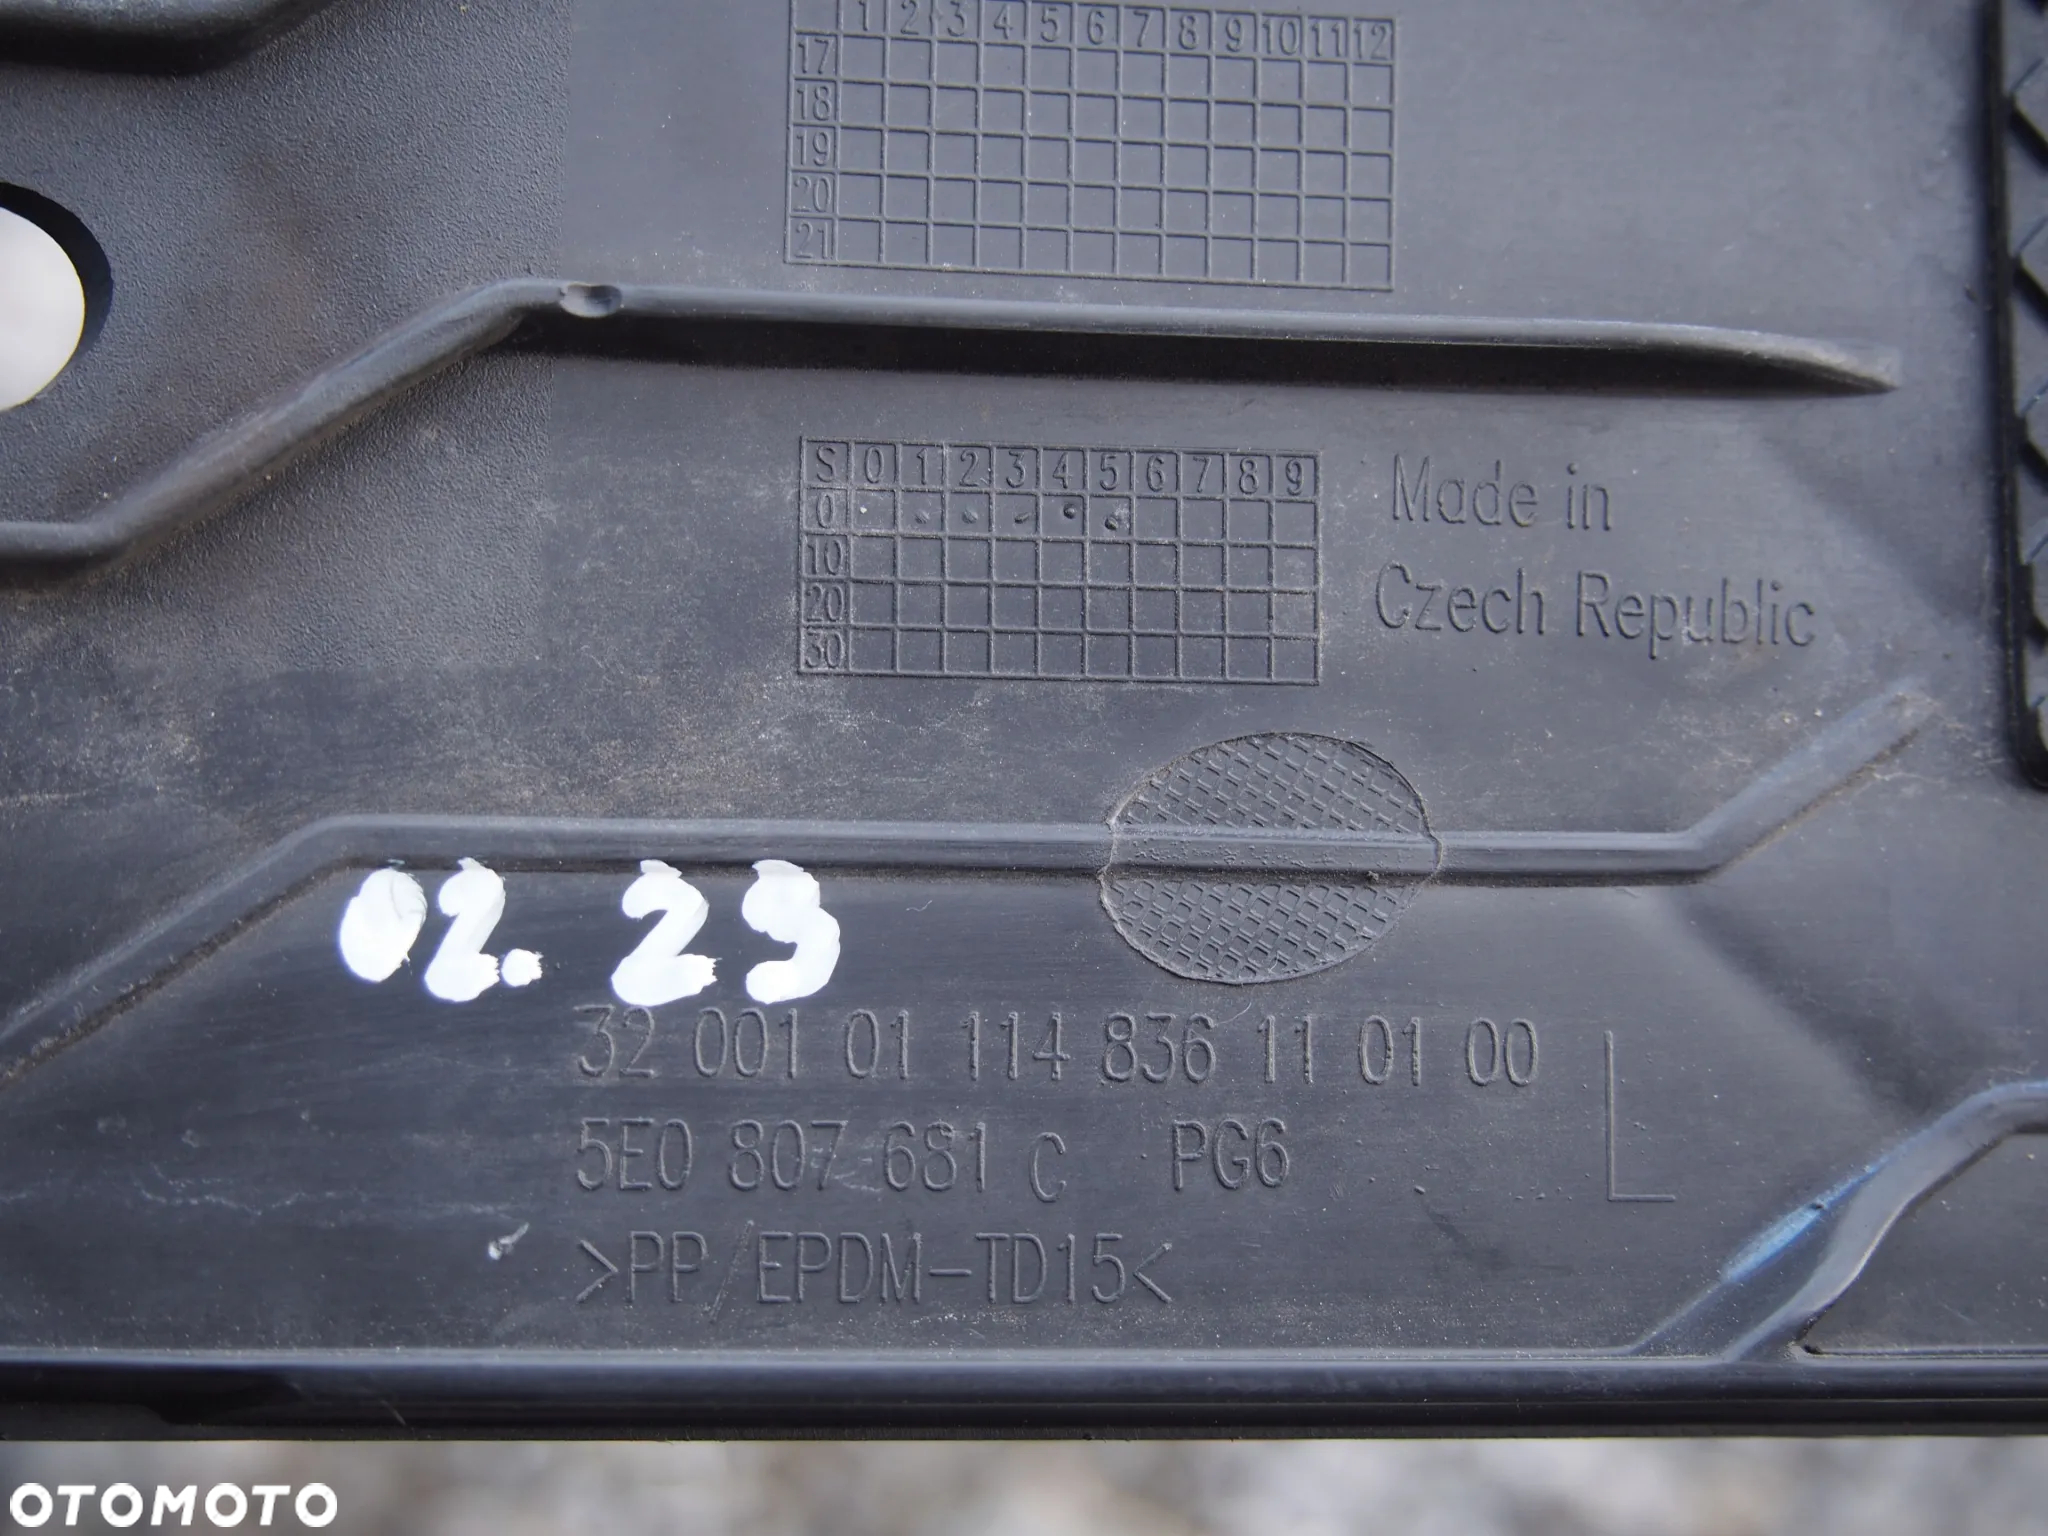 1 2 3 4 5 6 7 8 9 10 11 12
17
18
19
20
21
S 0 1 2 3 4 5 6 7 8 9
0
10
20
30
Made in
Czech Republic
02. 23
32 001 01 114 836 11 01 00
5E0 807 681 C PG6 L
>PP/EPDM-TD15<
OTOMOTO